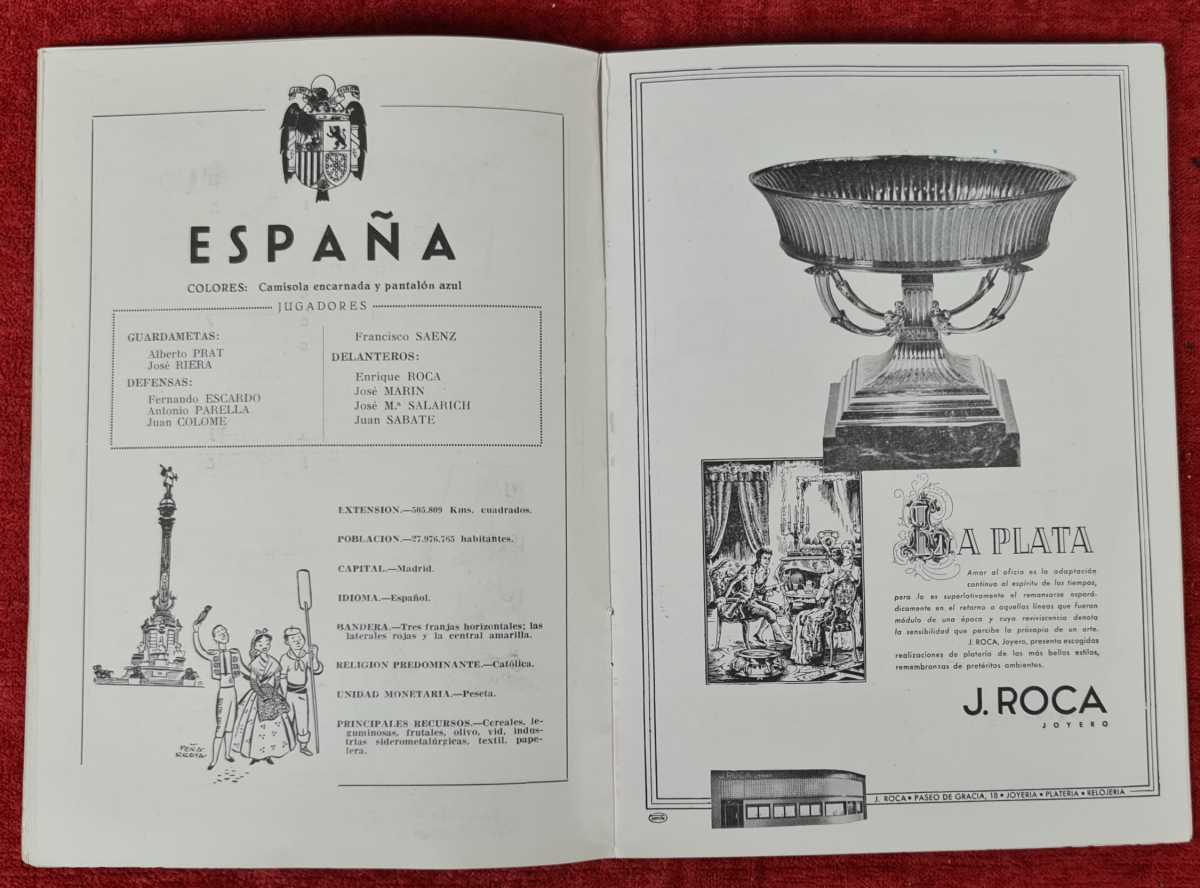 ESPAÑA
COLORES: Camisola encarnada y pantalón azul
JUGADORES
GUARDAMETAS:
Alberto PRAT
José RIERA
DEFENSAS:
Fernando ESCARDO
Antonio PARELLA
Juan COLOME
Francisco SAENZ
DELANTEROS:
Enrique ROCA
José MARIN
José M.ª SALARICH
Juan SABATE
EXTENSION.—505.809 Kms. cuadrados.
POBLACION.—27.976.765 habitantes.
CAPITAL.—Madrid.
IDIOMA.—Español.
BANDERA.—Tres franjas horizontales; las
laterales rojas y la central amarilla.
RELIGION PREDOMINANTE.—Católica.
UNIDAD MONETARIA.—Peseta.
PRINCIPALES RECURSOS.—Cereales, le-
guminosas, frutales, olivo, vid, indus-
trias siderometalúrgicas, textil, pape-
lera.
LA PLATA
Amar al oficio es la adaptación
continua al espíritu de los tiempos,
pero lo es superlativamente el remansarse esporá-
dicamente en el retorno a aquellas líneas que fueron
módulo de una época y cuya reviviscencia denota
la sensibilidad que percibe la prosapia de un arte.
J. ROCA, Joyero, presenta escogidas
realizaciones de platería de los más bellos estilos,
remembranzas de pretéritos ambientes.
J. ROCA
JOYERO
J. ROCA
J. ROCA • PASEO DE GRACIA, 18 • JOYERIA • PLATERIA • RELOJERIA